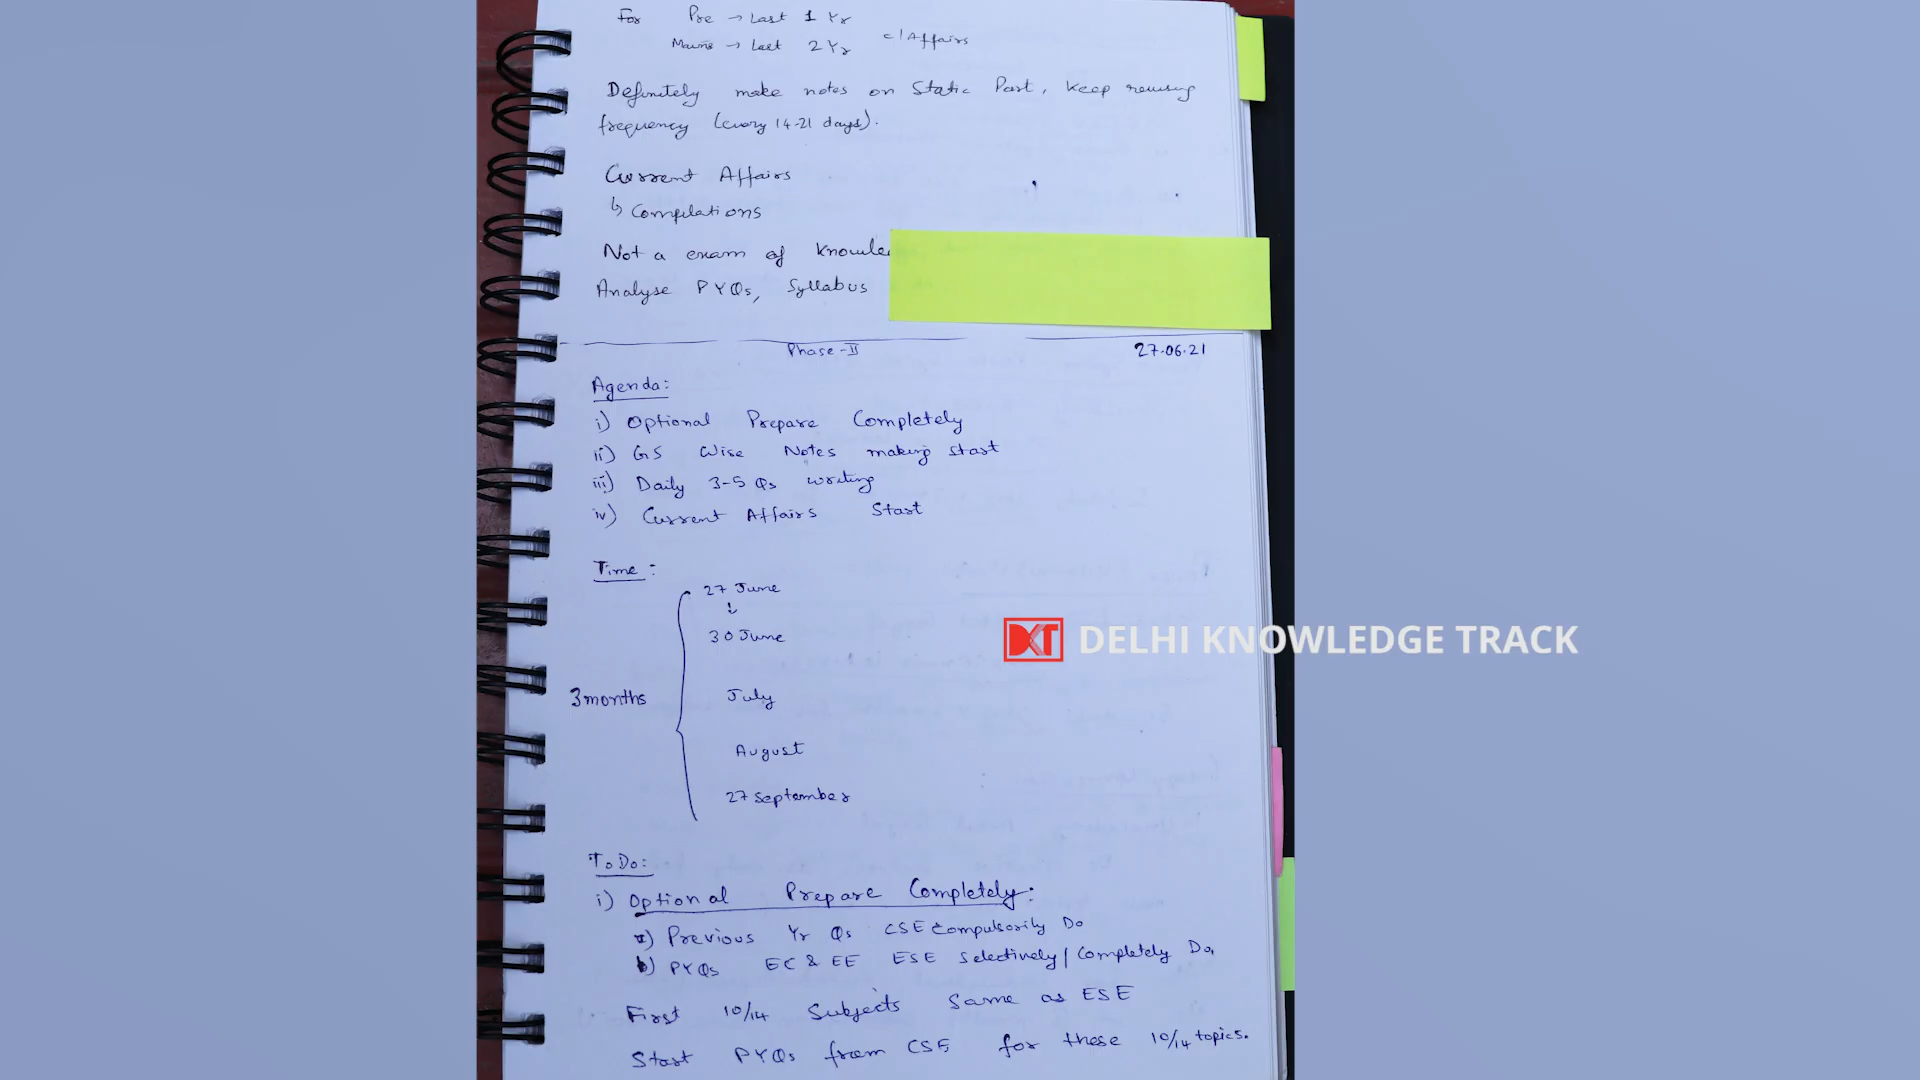 For Pre → Last 1 Yr
Mains → Last 2 Yr C/Affairs
Definitely make notes on Static Part, Keep revising
frequency (every 14-21 days).
Current Affairs
↳ Compilations
Not a exam of Knowle
Analyse PYQs, Syllabus
Phase-II 27.06.21
Agenda:
i) Optional Prepare Completely
ii) GS Wise Notes making start
iii) Daily 3-5 Qs writing
iv) Current Affairs Start
Time:
27 June
↓
30 June
3 months
July
August
27 September
DELHI KNOWLEDGE TRACK
To Do:
i) Optional Prepare Completely:
a) Previous Yr Qs CSE Compulsorily Do
b) PYQs EC & EE ESE Selectively/Completely Do,
First 10/14 Subjects Same as ESE
Start PYQs from CSE for these 10/14 topics.